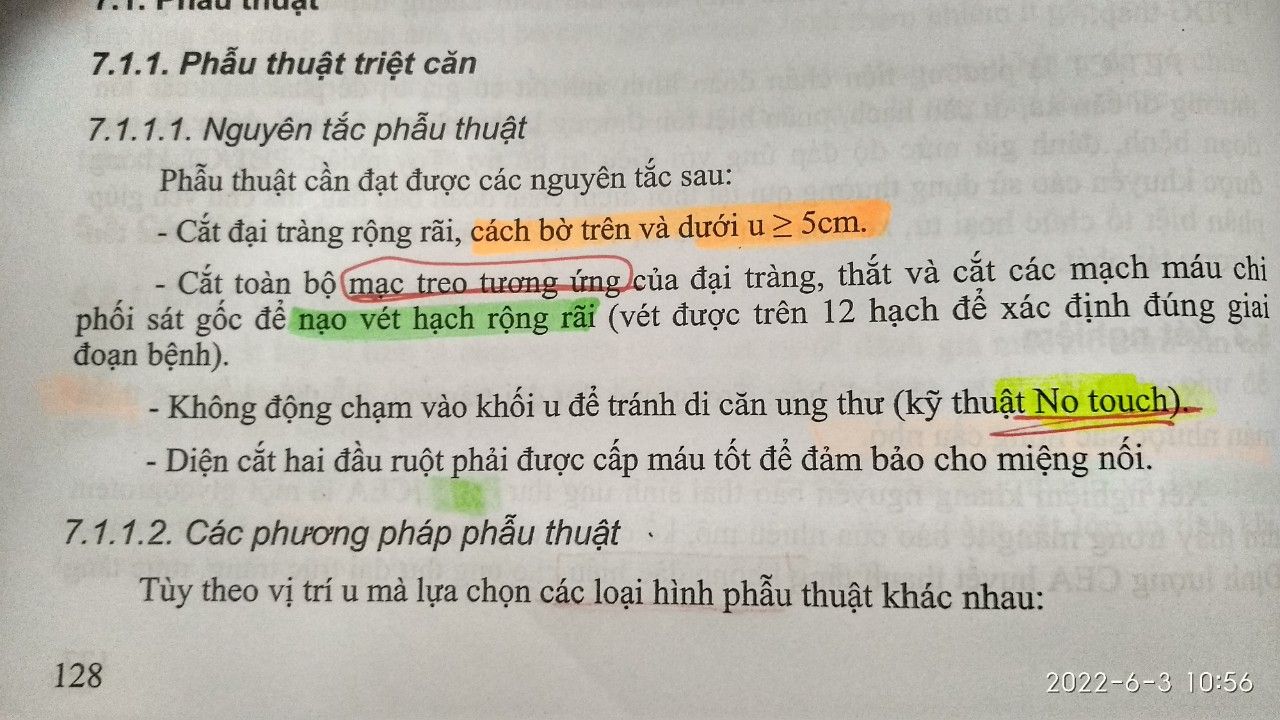 7.1. Phẫu thuật
7.1.1. Phẫu thuật triệt căn
7.1.1.1. Nguyên tắc phẫu thuật
Phẫu thuật cần đạt được các nguyên tắc sau:
- Cắt đại tràng rộng rãi, cách bờ trên và dưới u ≥ 5cm.
- Cắt toàn bộ mạc treo tương ứng của đại tràng, thắt và cắt các mạch máu chi
phối sát gốc để nạo vét hạch rộng rãi (vét được trên 12 hạch để xác định đúng giai
đoạn bệnh).
- Không động chạm vào khối u để tránh di căn ung thư (kỹ thuật No touch).
- Diện cắt hai đầu ruột phải được cấp máu tốt để đảm bảo cho miệng nối.
7.1.1.2. Các phương pháp phẫu thuật
Tùy theo vị trí u mà lựa chọn các loại hình phẫu thuật khác nhau:
128
2022-6-3 10:56